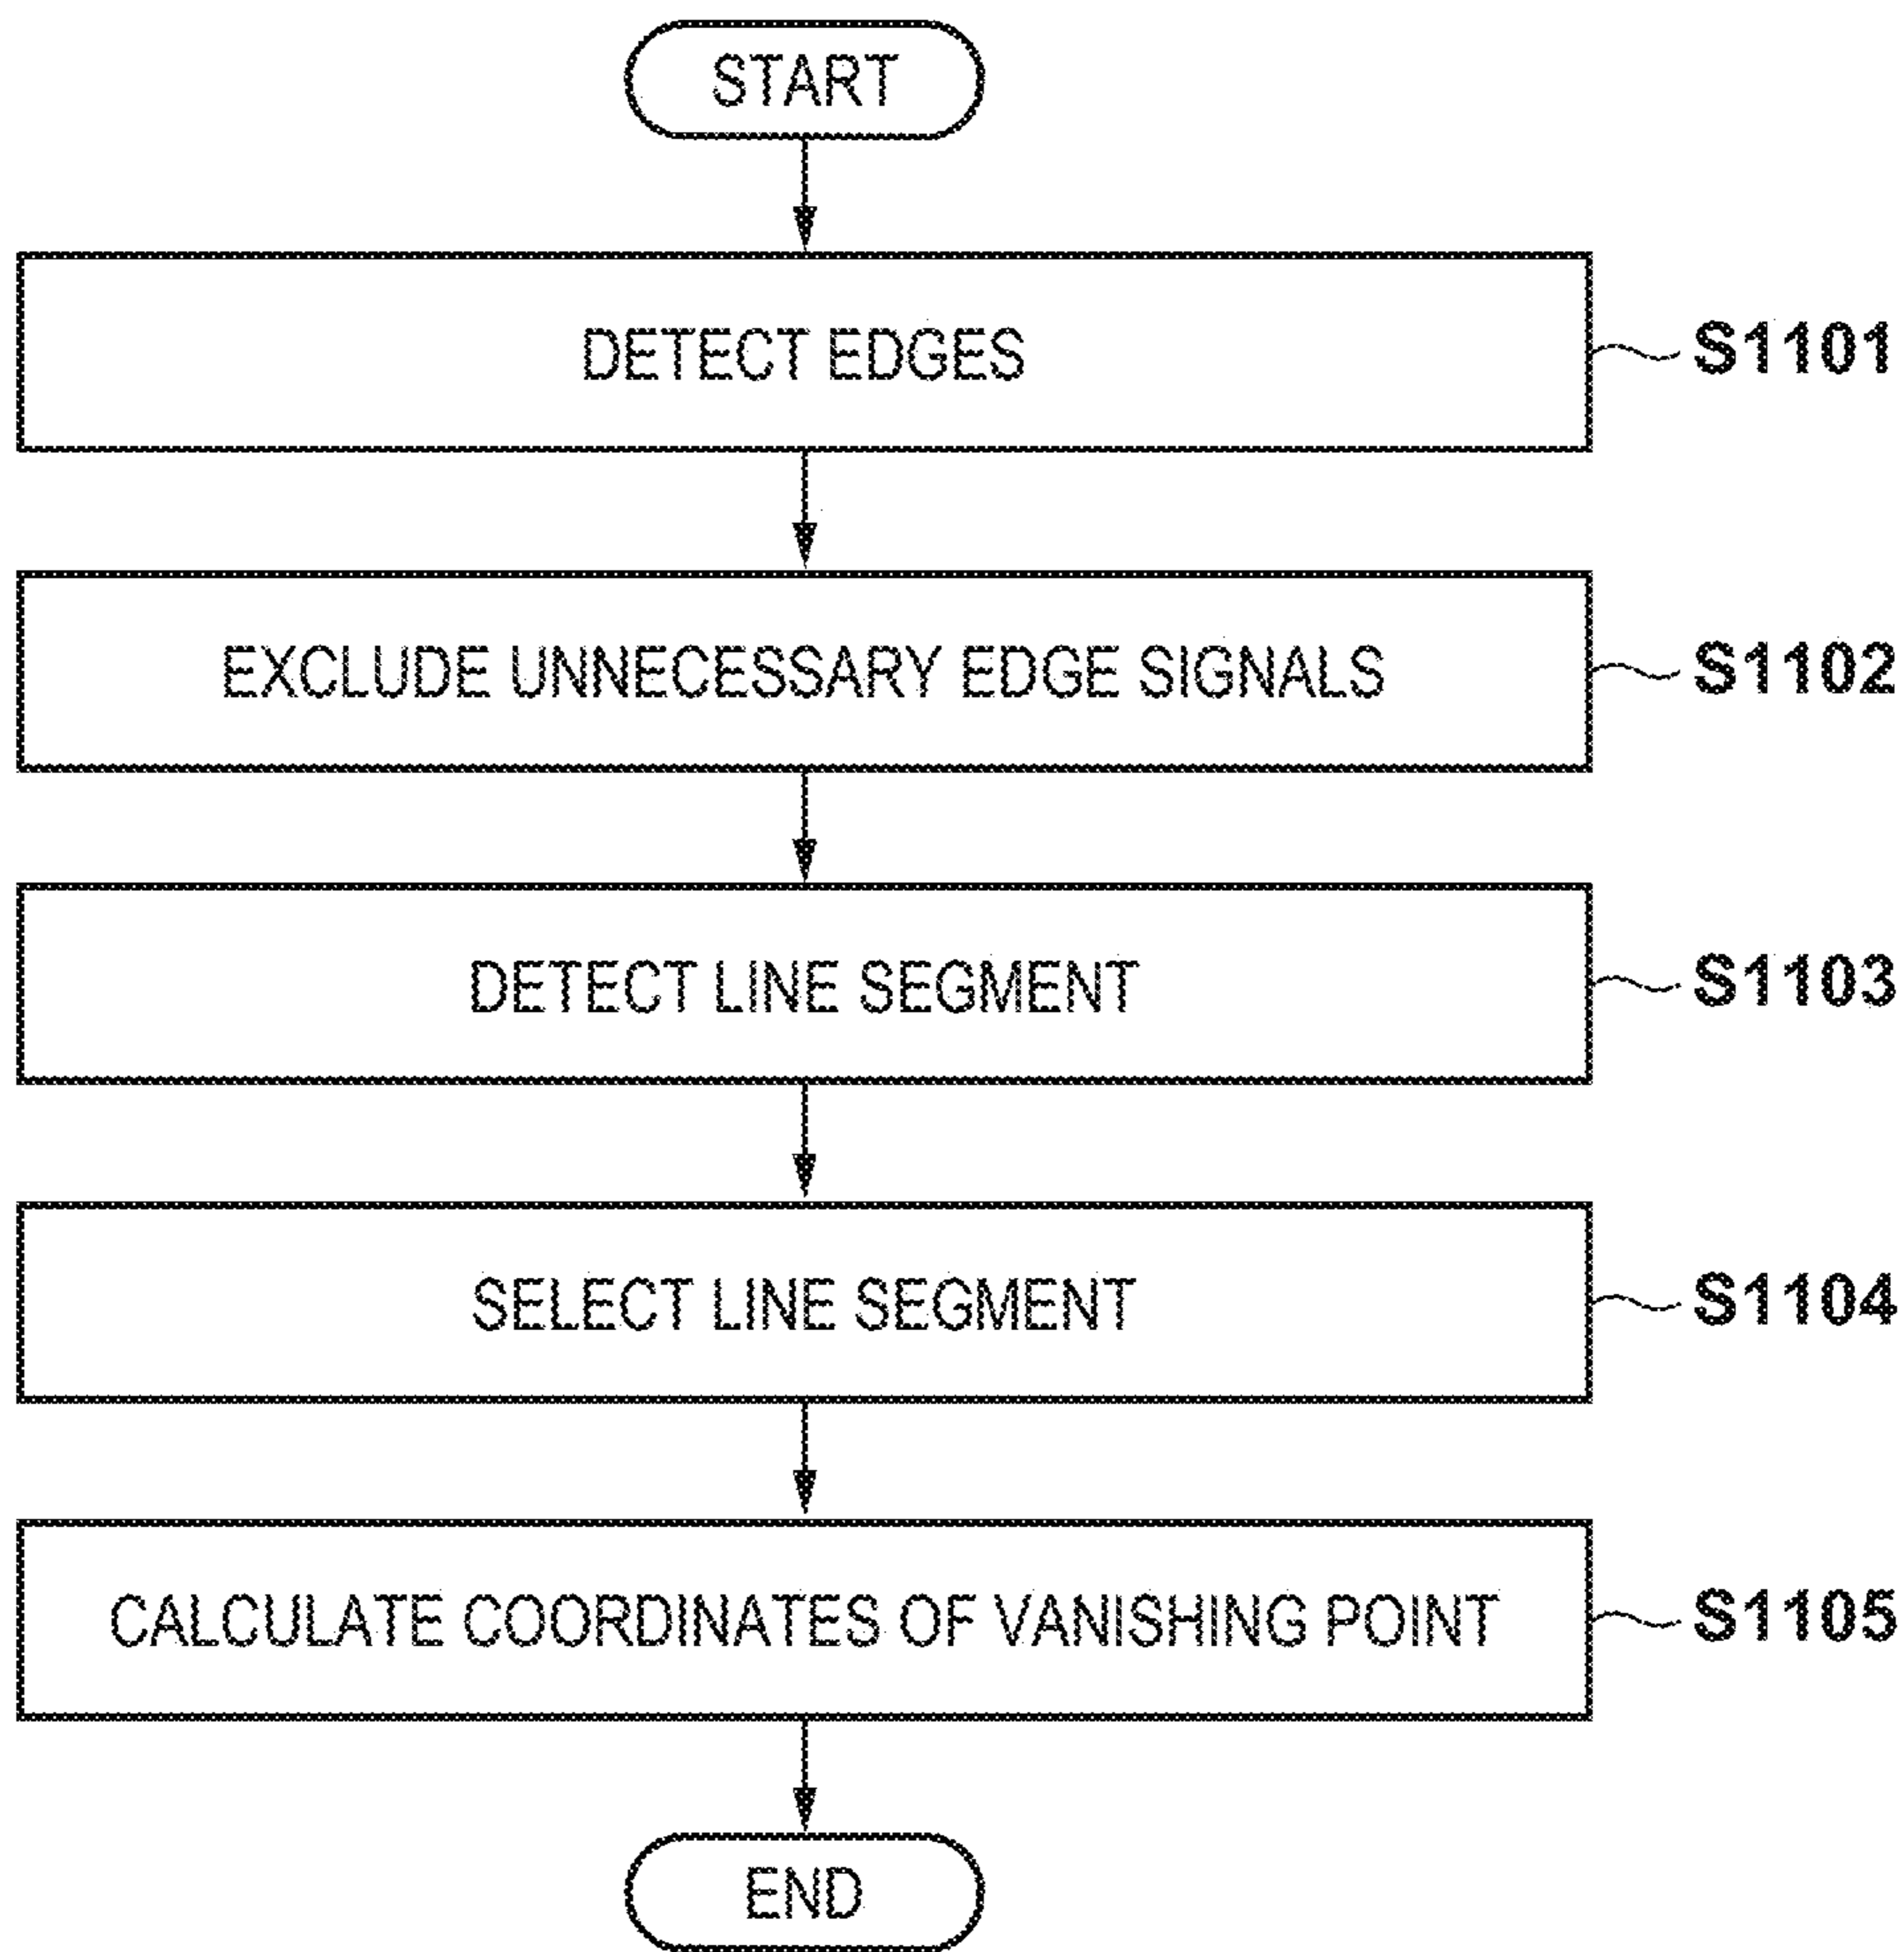 START
DETECT EDGES
S1101
EXCLUDE UNNECESSARY EDGE SIGNALS
S1102
DETECT LINE SEGMENT
S1103
SELECT LINE SEGMENT
S1104
CALCULATE COORDINATES OF VANISHING POINT
S1105
END